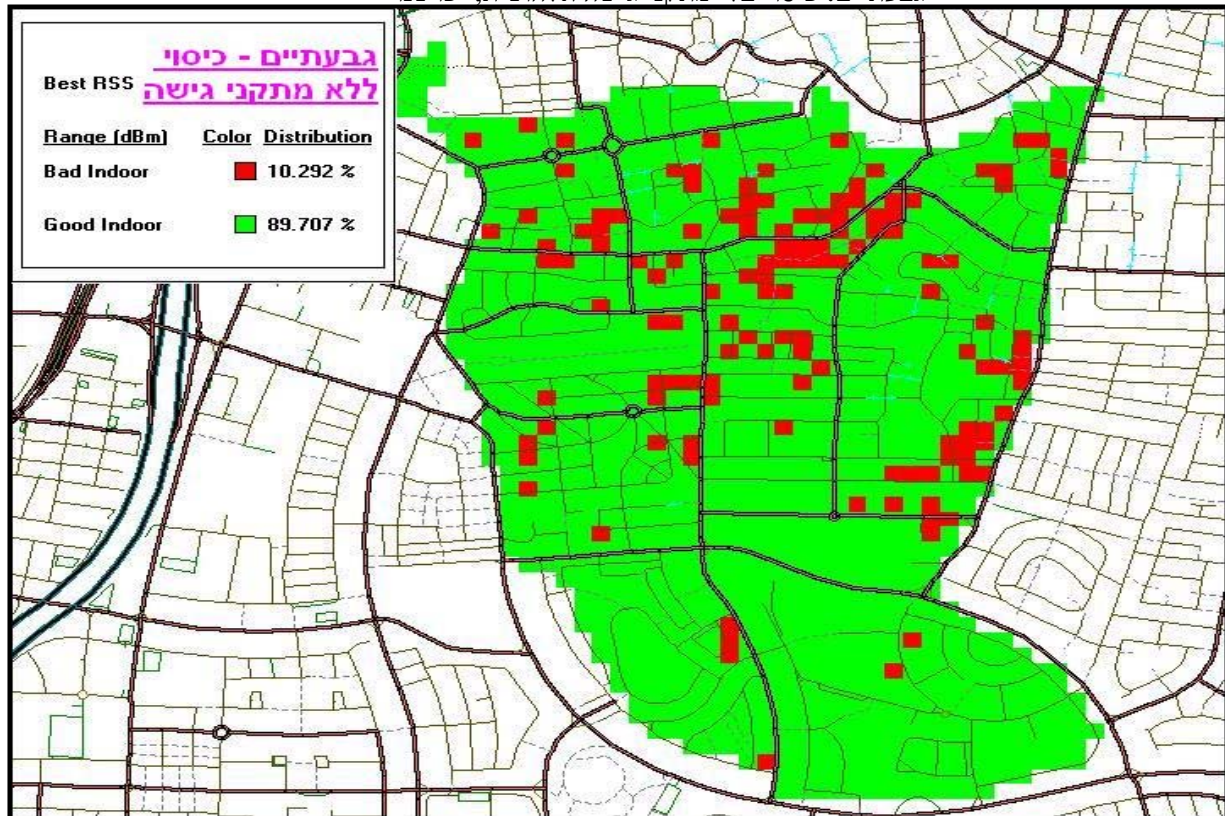 גבעתיים - כיסוי
ללא מתקני גישה
Best RSS
Range (dBm) Color Distribution
Bad Indoor 10.292 %
Good Indoor 89.707 %